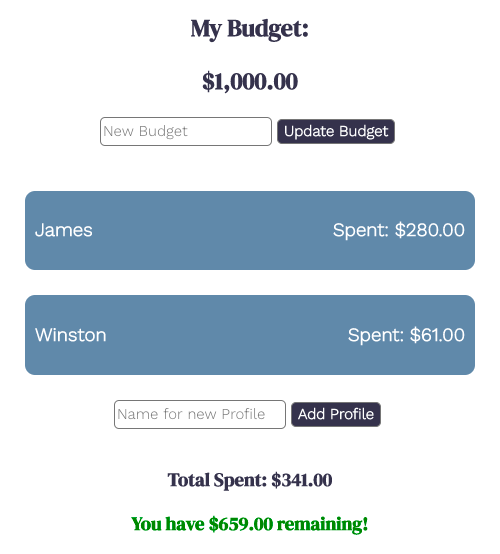 My Budget:
$1,000.00
New Budget Update Budget
James Spent: $280.00
Winston Spent: $61.00
Name for new Profile Add Profile
Total Spent: $341.00
You have $659.00 remaining!